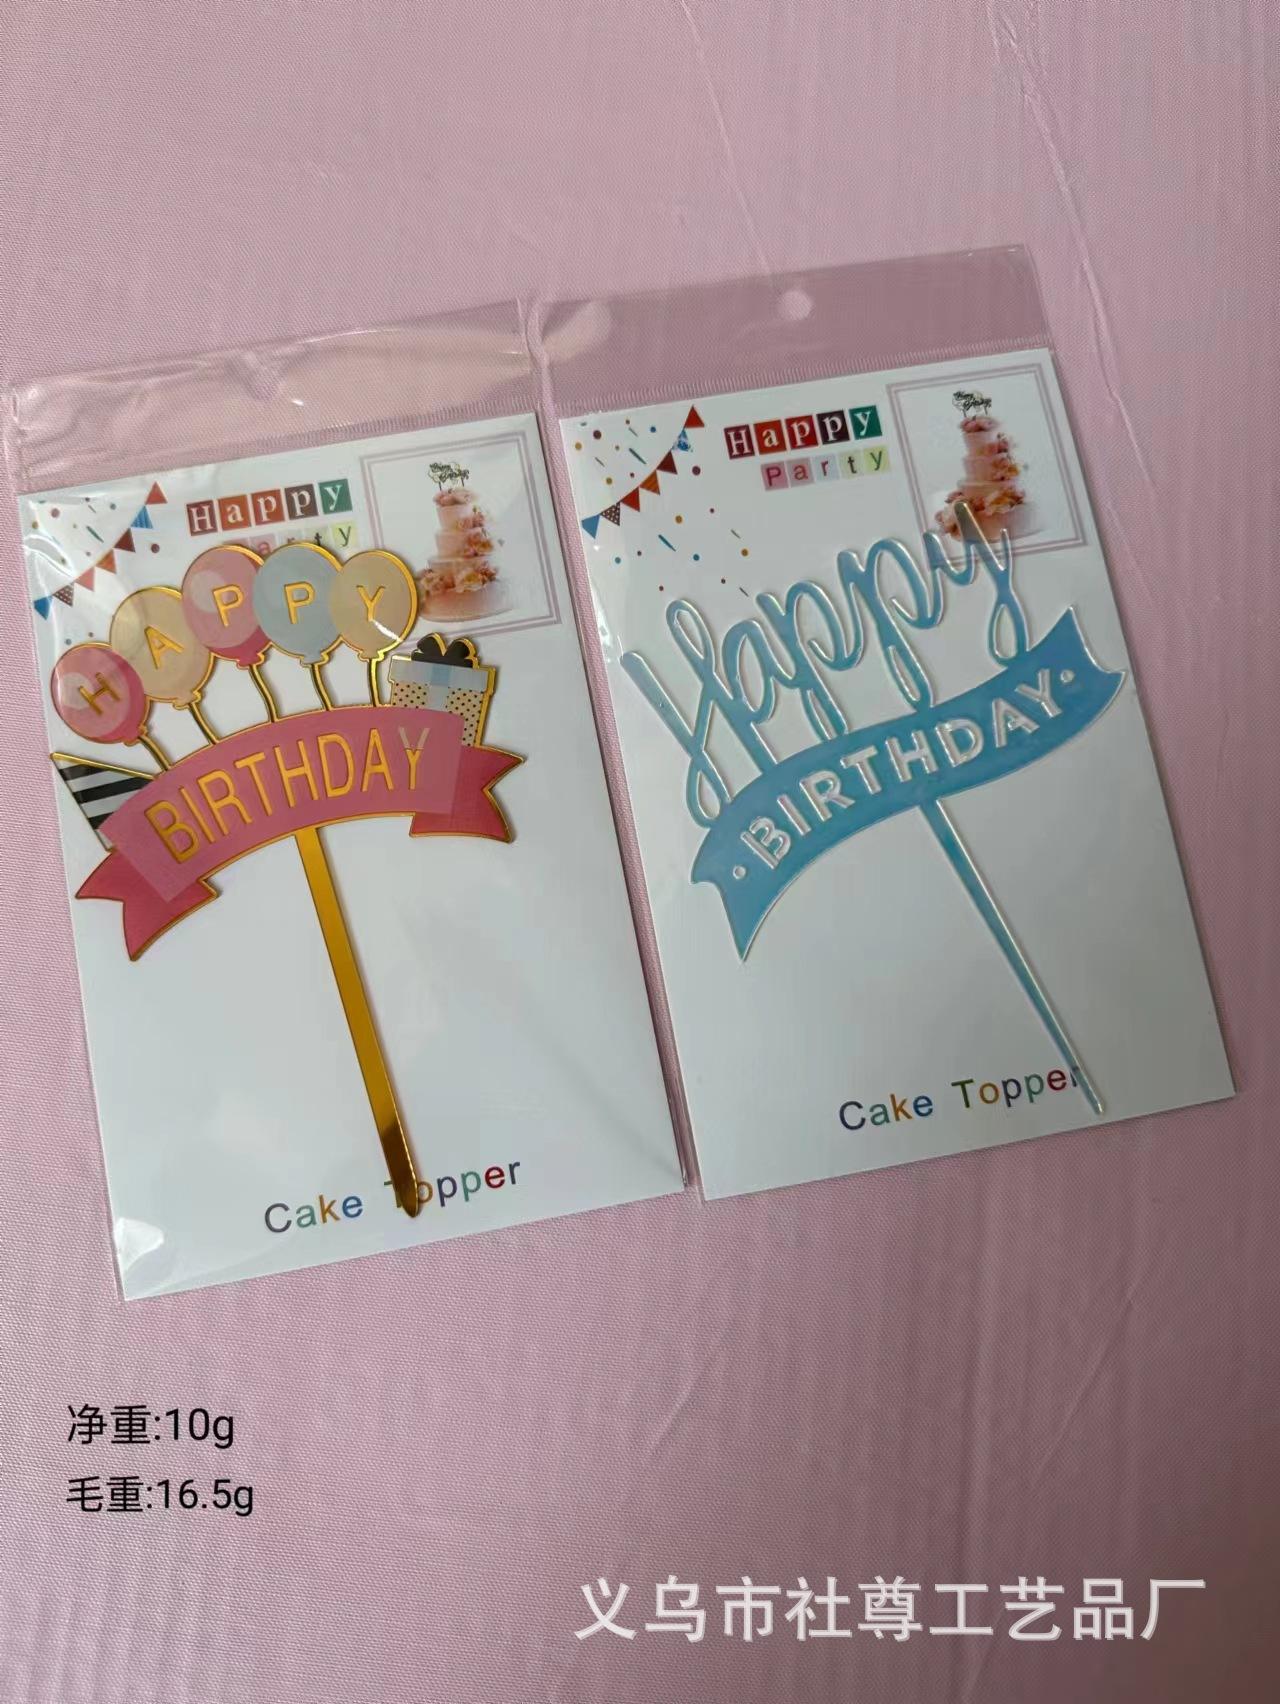 Happy
Party
HAPPY
BIRTHDAY
Cake Topper
Happy
Party
Happy
BIRTHDAY
Cake Topper
净重:10g
毛重:16.5g
义乌市社尊工艺品厂